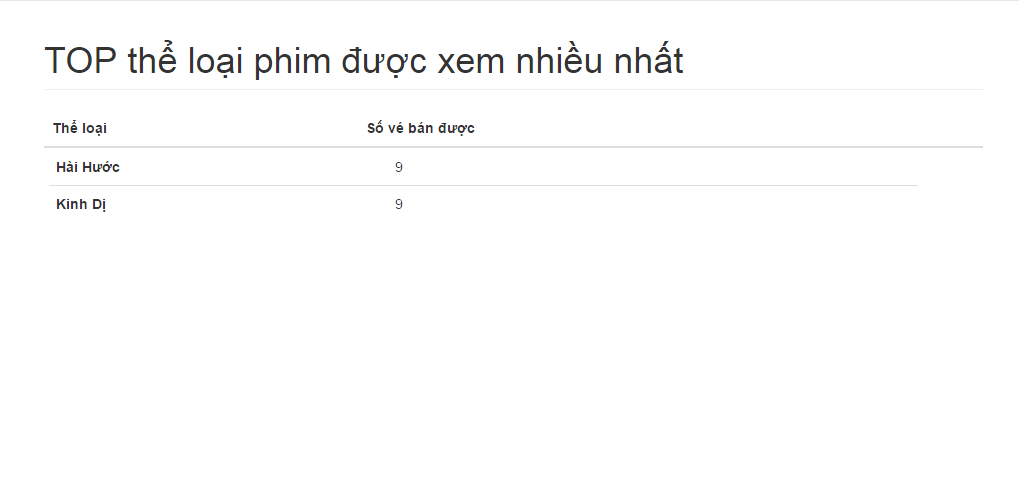 TOP thể loại phim được xem nhiều nhất
Thể loại Số vé bán được
Hài Hước 9
Kinh Dị 9